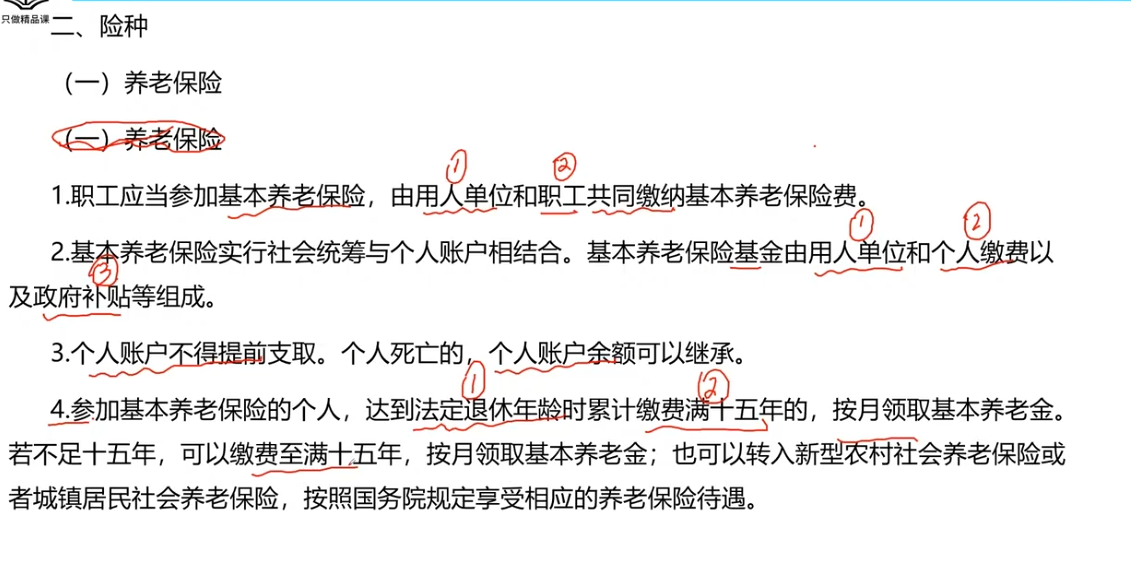 只做精品课
二、险种
（一）养老保险
（一）养老保险
① ②
1.职工应当参加基本养老保险，由用人单位和职工共同缴纳基本养老保险费。
① ②
2.基本养老保险实行社会统筹与个人账户相结合。基本养老保险基金由用人单位和个人缴费以
③
及政府补贴等组成。
3.个人账户不得提前支取。个人死亡的，个人账户余额可以继承。
① ②
4.参加基本养老保险的个人，达到法定退休年龄时累计缴费满十五年的，按月领取基本养老金。
若不足十五年，可以缴费至满十五年，按月领取基本养老金；也可以转入新型农村社会养老保险或
者城镇居民社会养老保险，按照国务院规定享受相应的养老保险待遇。